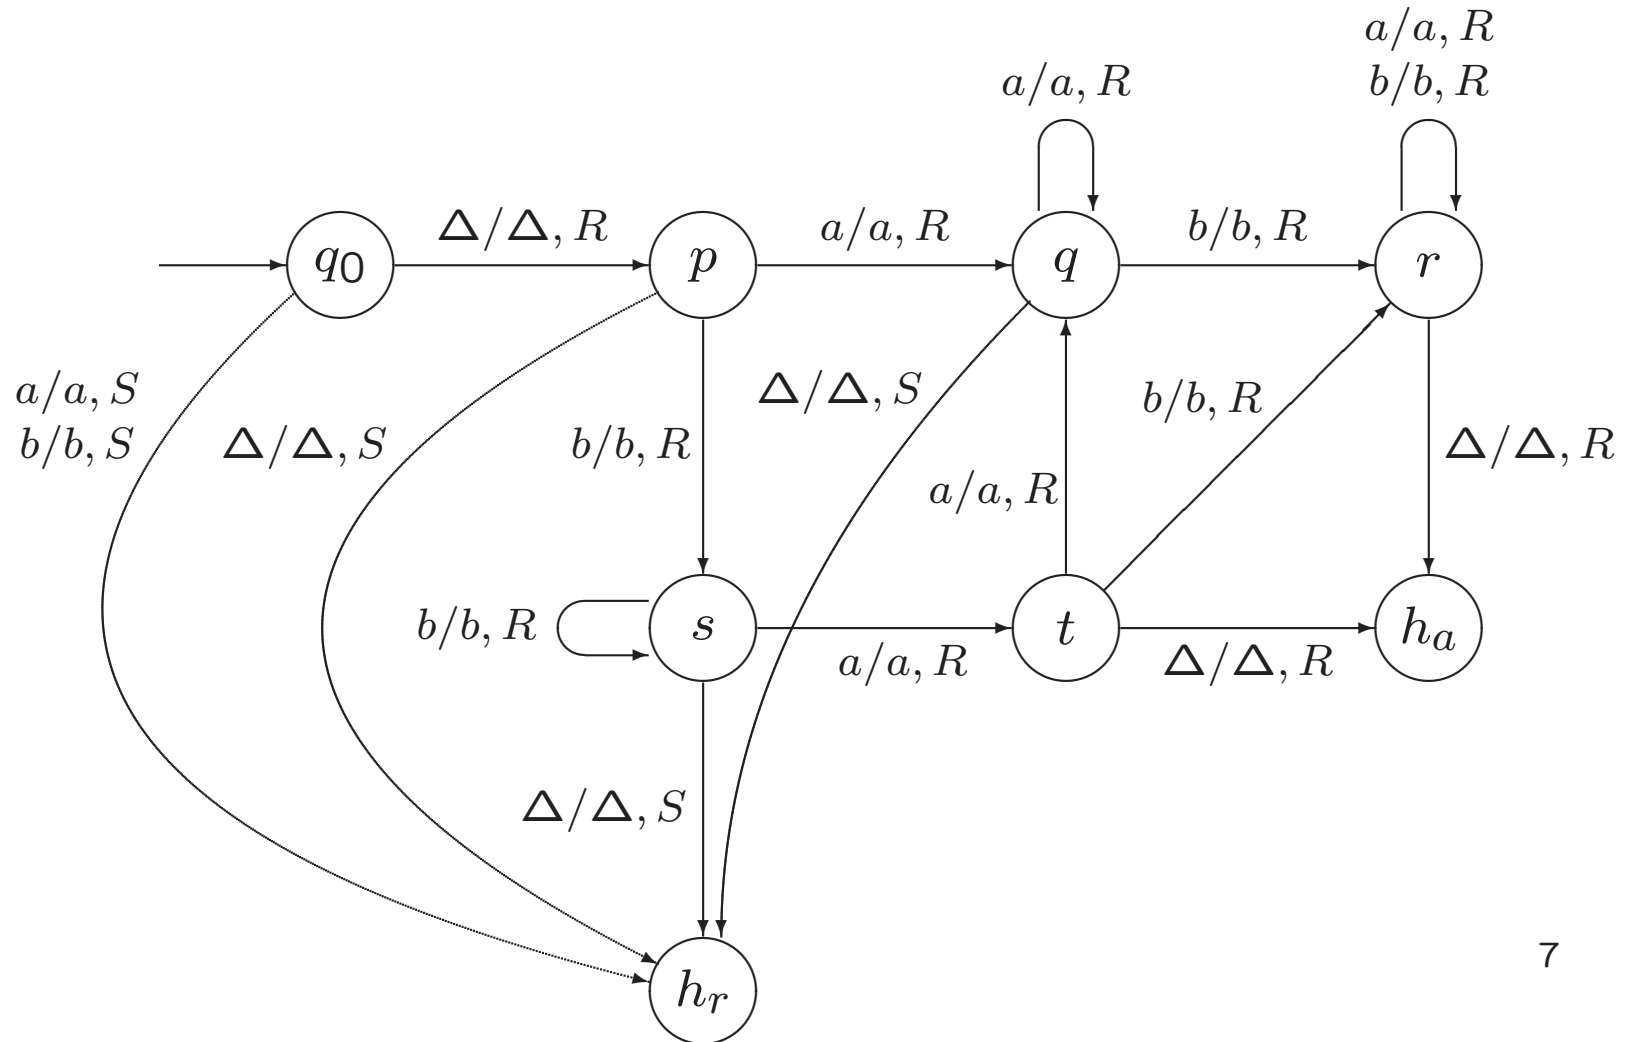 a/a, R
b/b, R
a/a, R
Δ/Δ, R
a/a, R
b/b, R
q0
p
q
r
a/a, S
b/b, S
Δ/Δ, S
b/b, R
Δ/Δ, S
a/a, R
b/b, R
Δ/Δ, R
b/b, R
s
a/a, R
t
Δ/Δ, R
ha
Δ/Δ, S
hr
7